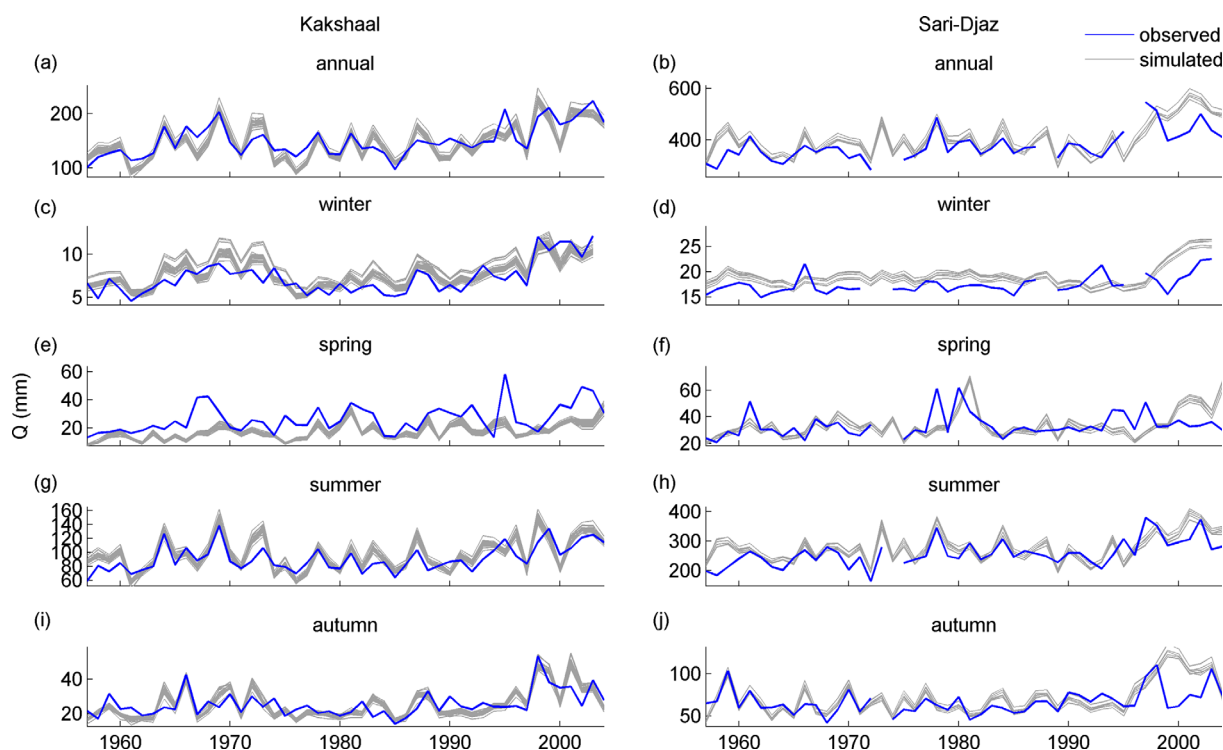 Kakshaal
Sari-Djaz
observed
simulated
(a)
annual
200
100
(b)
annual
600
400
(c)
winter
10
5
(d)
winter
25
20
15
(e)
spring
60
40
20
(f)
spring
60
40
20
Q (mm)
(g)
summer
160
140
120
100
80
60
(h)
summer
400
300
200
(i)
autumn
40
20
(j)
autumn
100
50
1960 1970 1980 1990 2000
1960 1970 1980 1990 2000